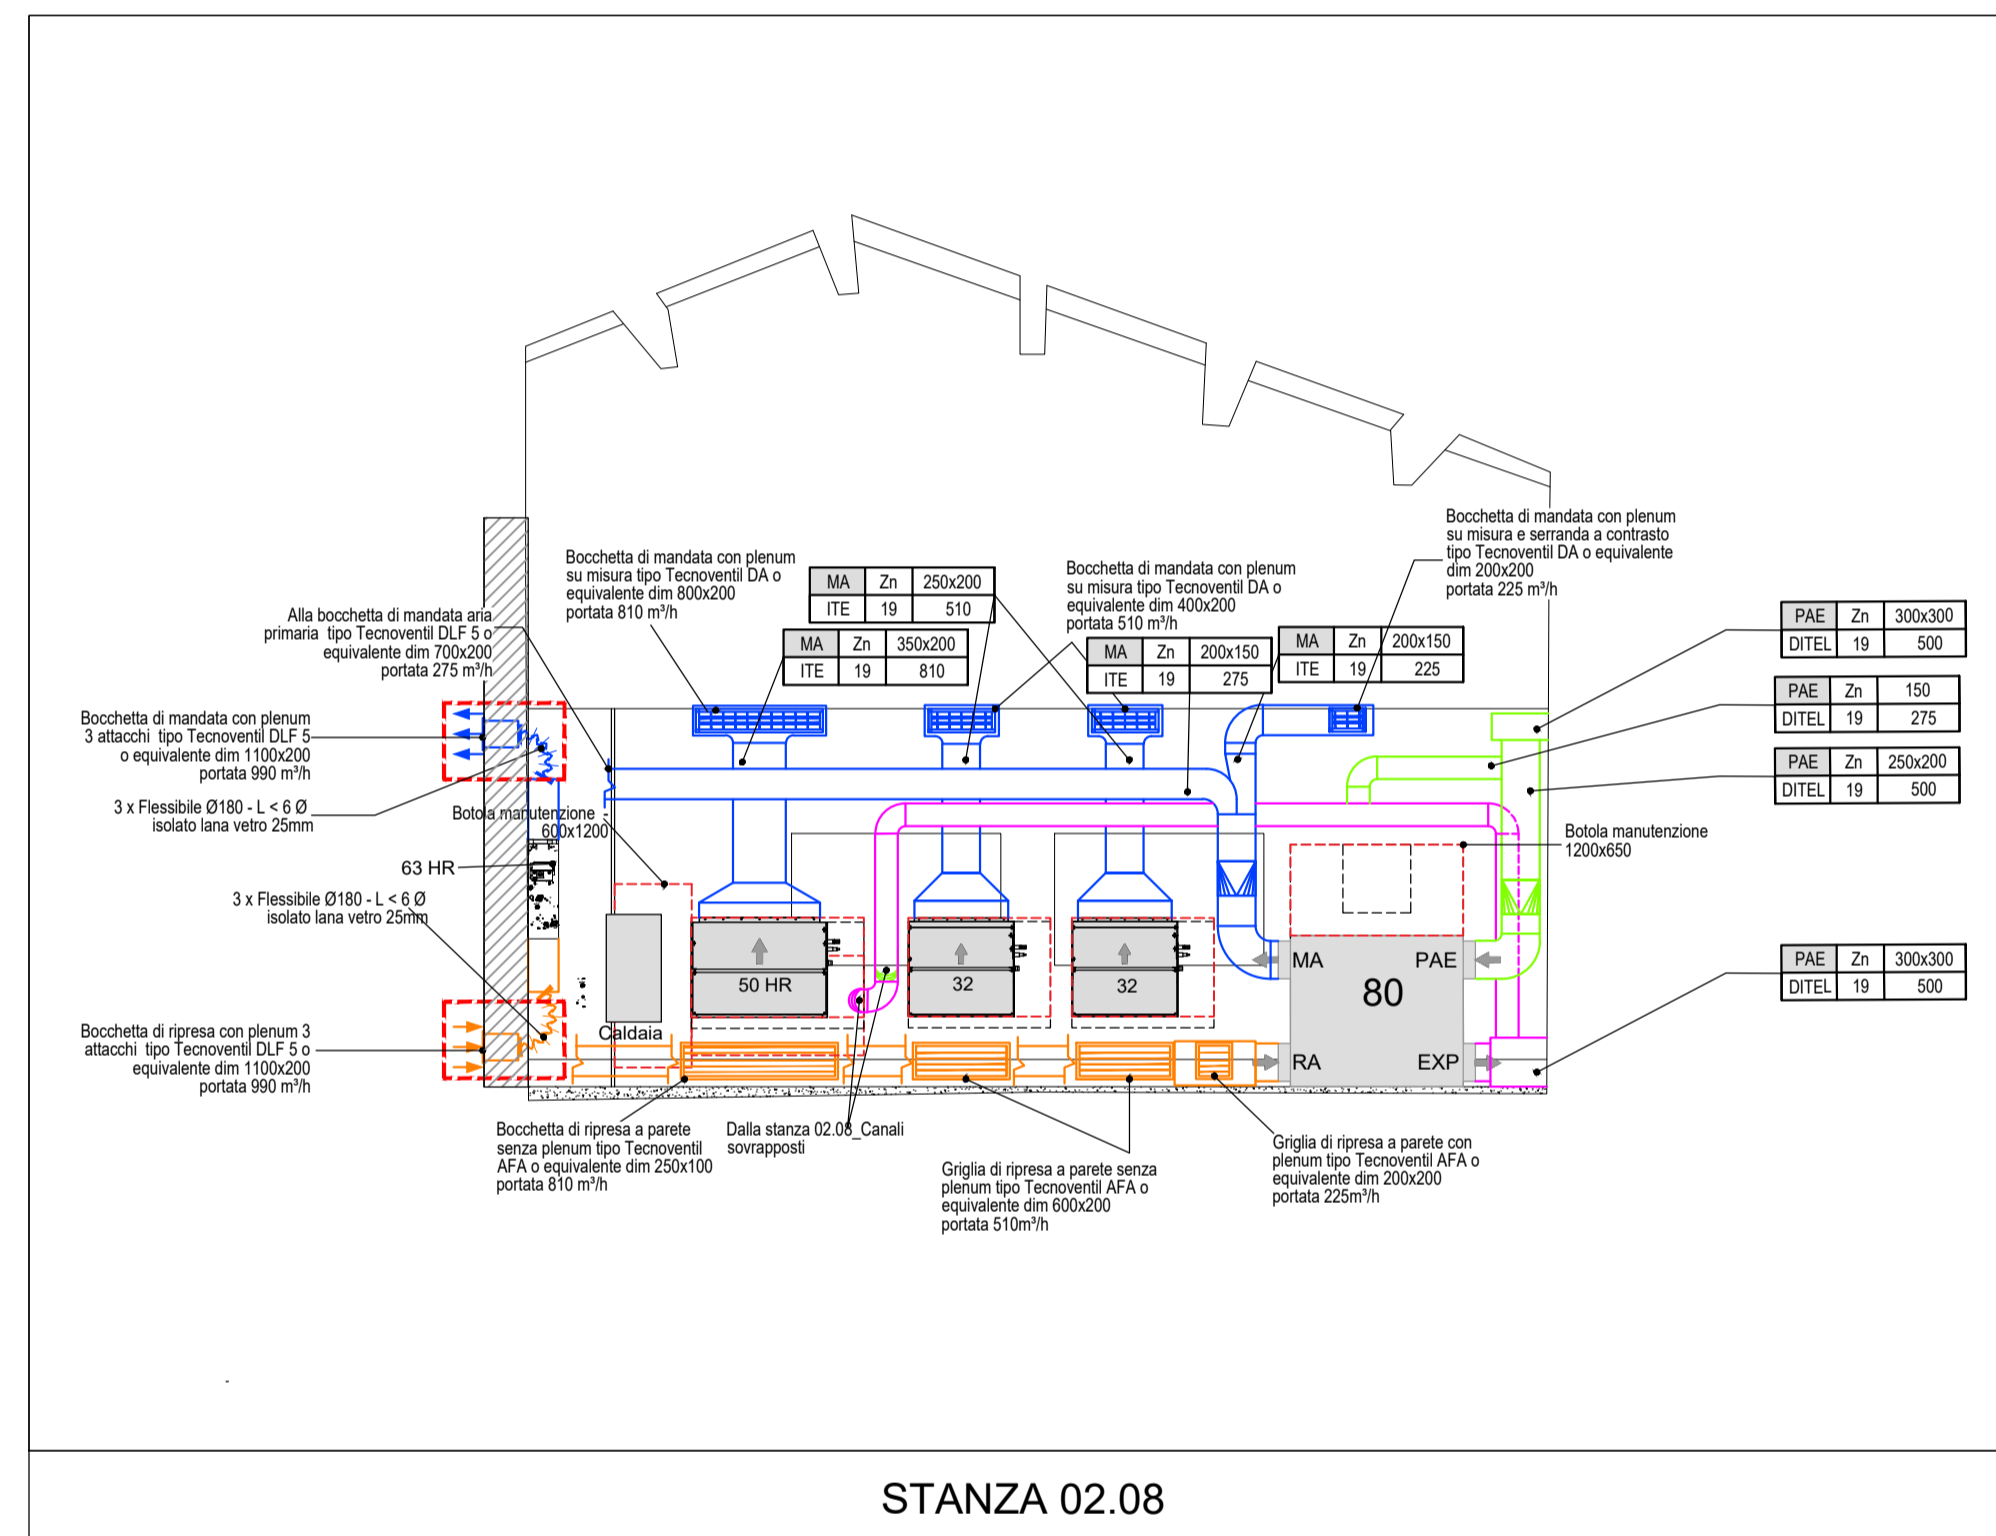 Bocchetta di mandata con plenum
su misura e serranda a contrasto
tipo Tecnoventil DA o equivalente
dim 200x200
portata 225 m³/h
Bocchetta di mandata con plenum
su misura tipo Tecnoventil DA o
equivalente dim 800x200
portata 810 m³/h
MA Zn 250x200
ITE 19 510
Bocchetta di mandata con plenum
su misura tipo Tecnoventil DA o
equivalente dim 400x200
portata 510 m³/h
Alla bocchetta di mandata aria
primaria tipo Tecnoventil DLF 5 o
equivalente dim 700x200
portata 275 m³/h
MA Zn 350x200
ITE 19 810
MA Zn 200x150
ITE 19 275
MA Zn 200x150
ITE 19 225
PAE Zn 300x300
DITEL 19 500
PAE Zn 150
DITEL 19 275
PAE Zn 250x200
DITEL 19 500
Bocchetta di mandata con plenum
3 attacchi tipo Tecnoventil DLF 5
o equivalente dim 1100x200
portata 990 m³/h
3 x Flessibile Ø180 - L < 6 Ø
isolato lana vetro 25mm
Botola manutenzione
600x1200
Botola manutenzione
1200x650
63 HR
3 x Flessibile Ø180 - L < 6 Ø
isolato lana vetro 25mm
50 HR
32
32
MA
PAE
80
RA
EXP
PAE Zn 300x300
DITEL 19 500
Caldaia
Bocchetta di ripresa con plenum 3
attacchi tipo Tecnoventil DLF 5 o
equivalente dim 1100x200
portata 990 m³/h
Bocchetta di ripresa a parete
senza plenum tipo Tecnoventil
AFA o equivalente dim 250x100
portata 810 m³/h
Dalla stanza 02.08_Canali
sovrapposti
Griglia di ripresa a parete senza
plenum tipo Tecnoventil AFA o
equivalente dim 600x200
portata 510m³/h
Griglia di ripresa a parete con
plenum tipo Tecnoventil AFA o
equivalente dim 200x200
portata 225m³/h
STANZA 02.08